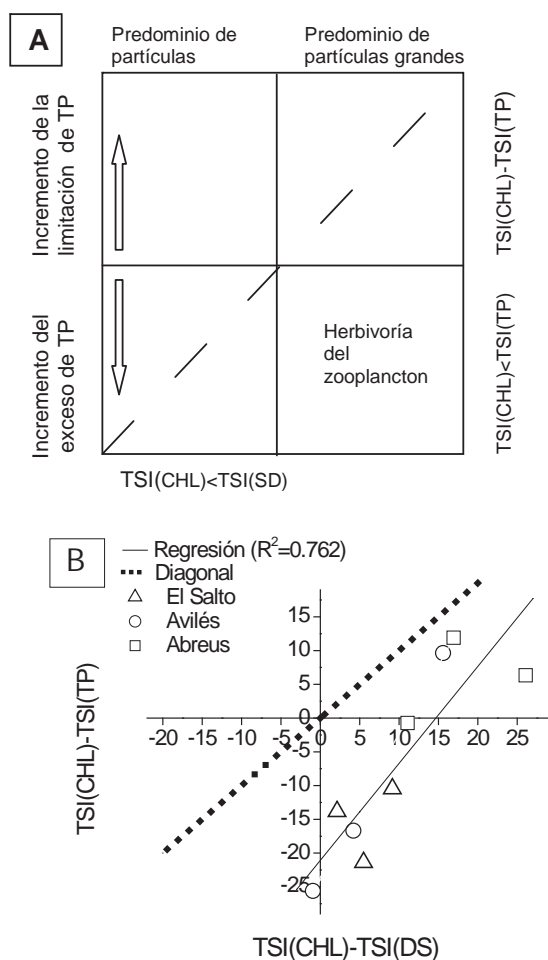 A
Predominio de
partículas
Predominio de
partículas grandes
Incremento de la
limitación de TP
Incremento del
exceso de TP
TSI(CHL)-TSI(TP)
TSI(CHL)<TSI(TP)
Herbivoría
del
zooplancton
TSI(CHL)<TSI(SD)
B
Regresión (R²=0.762)
Diagonal
El Salto
Avilés
Abreus
TSI(CHL)-TSI(TP)
15
10
5
0
-5
-10
-15
-20
-25
-20 -15 -10 -5 0 5 10 15 20 25
TSI(CHL)-TSI(DS)